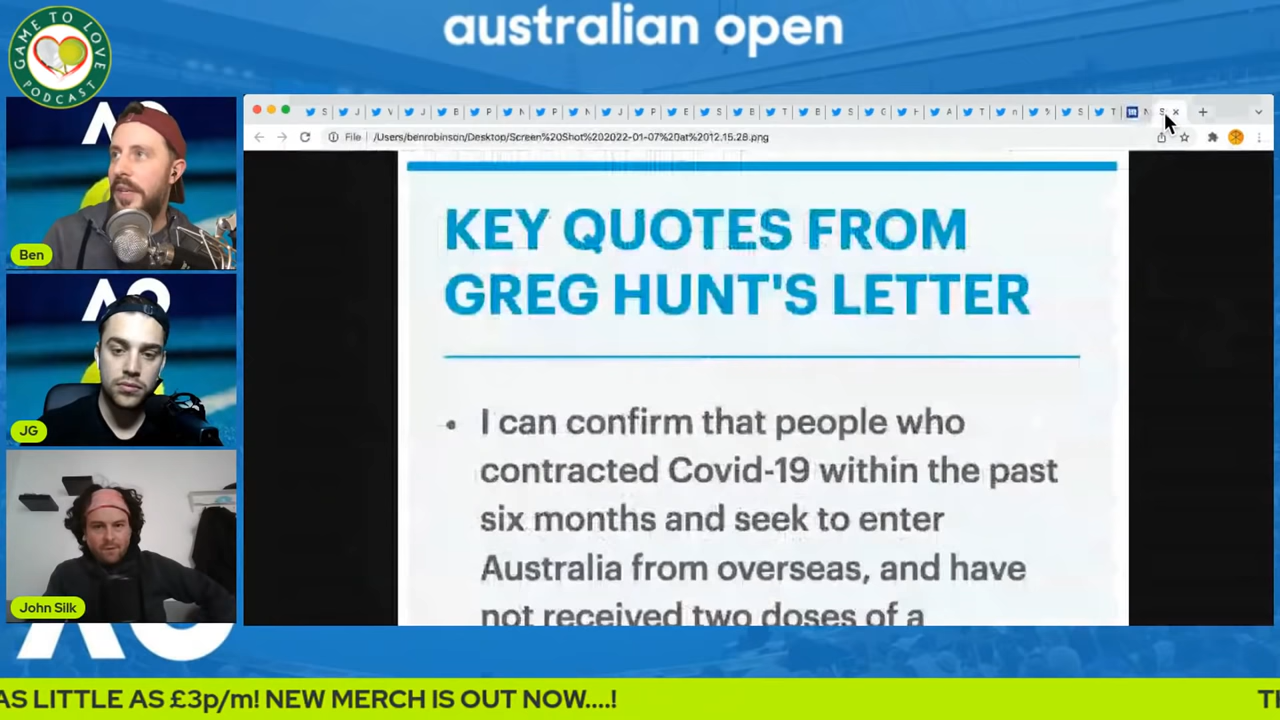 australian open
GAME TO LOVE
PODCAST
File /Users/benrobinson/Desktop/Screen%20Shot%202022-01-07%20at%2012.15.28.png
KEY QUOTES FROM
GREG HUNT'S LETTER
• I can confirm that people who
contracted Covid-19 within the past
six months and seek to enter
Australia from overseas, and have
not received two doses of a
Ben
JG
John Silk
AO
AS LITTLE AS £3p/m! NEW MERCH IS OUT NOW....!